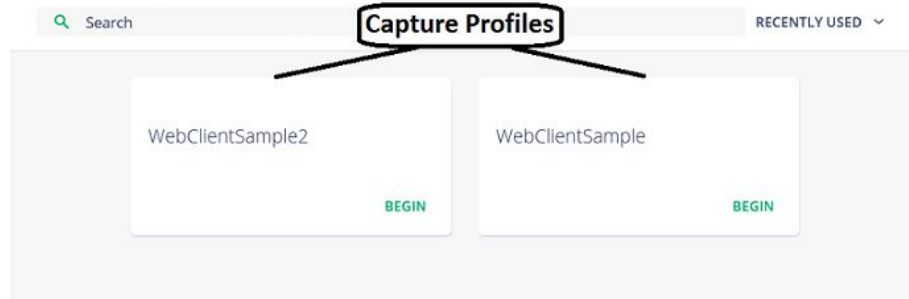 Search
Capture Profiles
RECENTLY USED
WebClientSample2
WebClientSample
BEGIN
BEGIN